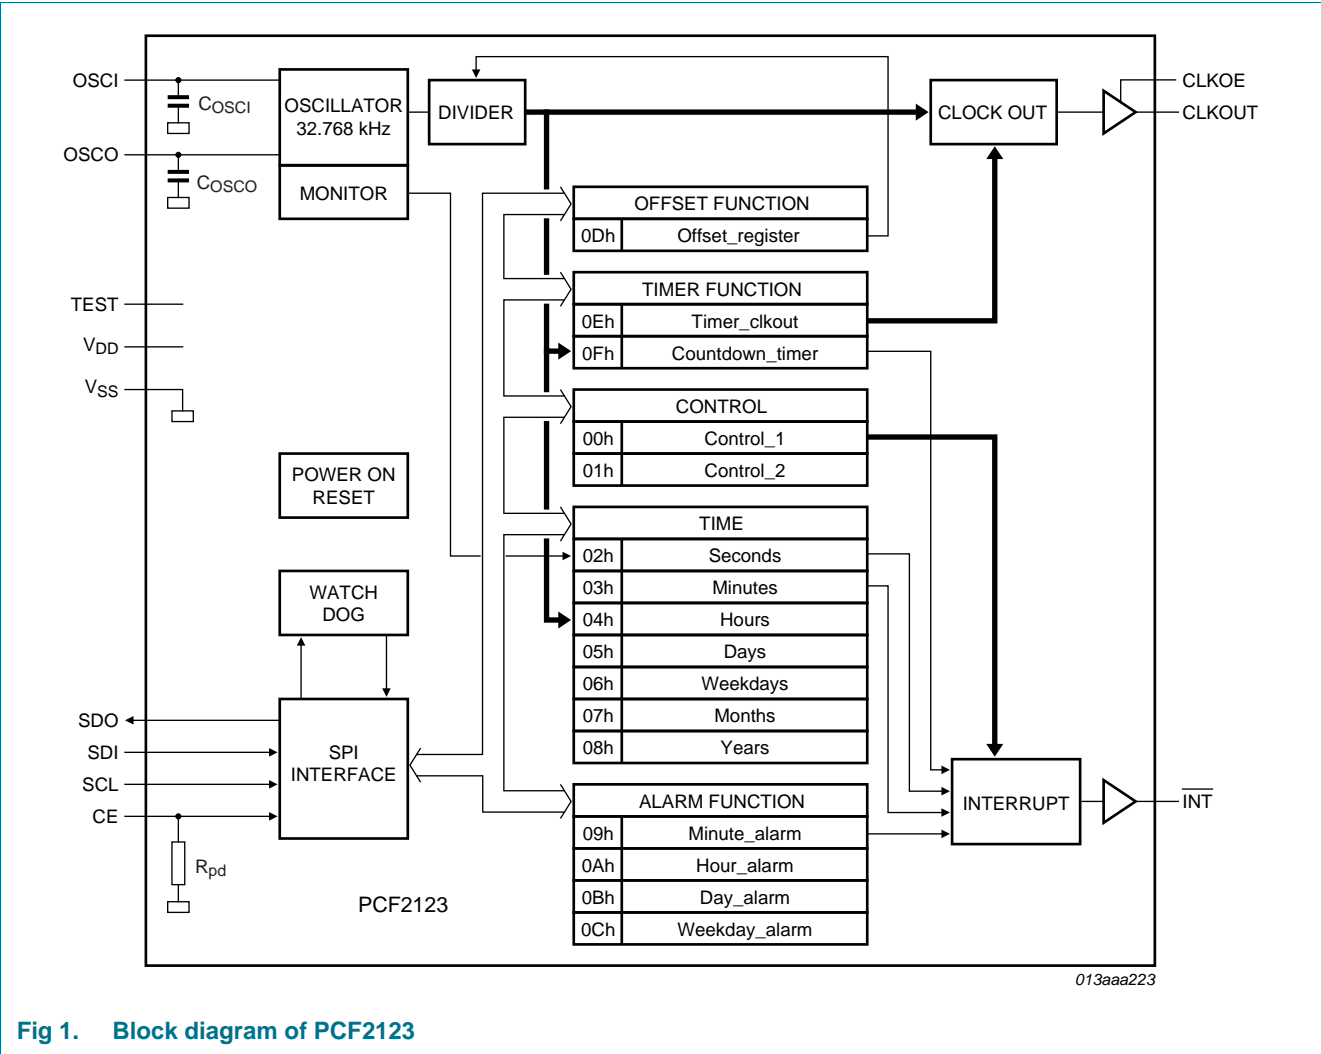 OSCI
COSCI
OSCO
COSCO
OSCILLATOR
32.768 kHz
MONITOR
DIVIDER
CLOCK OUT
CLKOE
CLKOUT
OFFSET FUNCTION
0Dh Offset_register
TEST
VDD
VSS
TIMER FUNCTION
0Eh Timer_clkout
0Fh Countdown_timer
CONTROL
00h Control_1
01h Control_2
POWER ON
RESET
TIME
02h Seconds
03h Minutes
04h Hours
05h Days
06h Weekdays
07h Months
08h Years
WATCH
DOG
SDO
SDI
SCL
CE
SPI
INTERFACE
Rpd
ALARM FUNCTION
09h Minute_alarm
0Ah Hour_alarm
0Bh Day_alarm
0Ch Weekday_alarm
INTERRUPT
INT
PCF2123
013aaa223
Fig 1. Block diagram of PCF2123